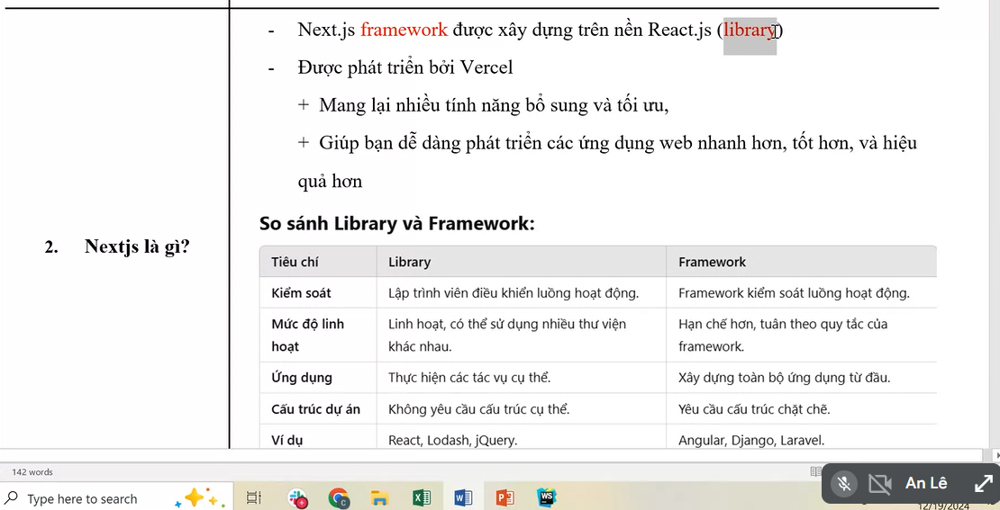 - Next.js framework được xây dựng trên nền React.js (library)
- Được phát triển bởi Vercel
+ Mang lại nhiều tính năng bổ sung và tối ưu,
+ Giúp bạn dễ dàng phát triển các ứng dụng web nhanh hơn, tốt hơn, và hiệu
quả hơn
2. Nextjs là gì?
So sánh Library và Framework:
Tiêu chí Library Framework
Kiểm soát Lập trình viên điều khiển luồng hoạt động. Framework kiểm soát luồng hoạt động.
Mức độ linh Linh hoạt, có thể sử dụng nhiều thư viện Hạn chế hơn, tuân theo quy tắc của
hoạt khác nhau. framework.
Ứng dụng Thực hiện các tác vụ cụ thể. Xây dựng toàn bộ ứng dụng từ đầu.
Cấu trúc dự án Không yêu cầu cấu trúc cụ thể. Yêu cầu cấu trúc chặt chẽ.
Ví dụ React, Lodash, jQuery. Angular, Django, Laravel.
142 words
An Lê
Type here to search
12/19/2024